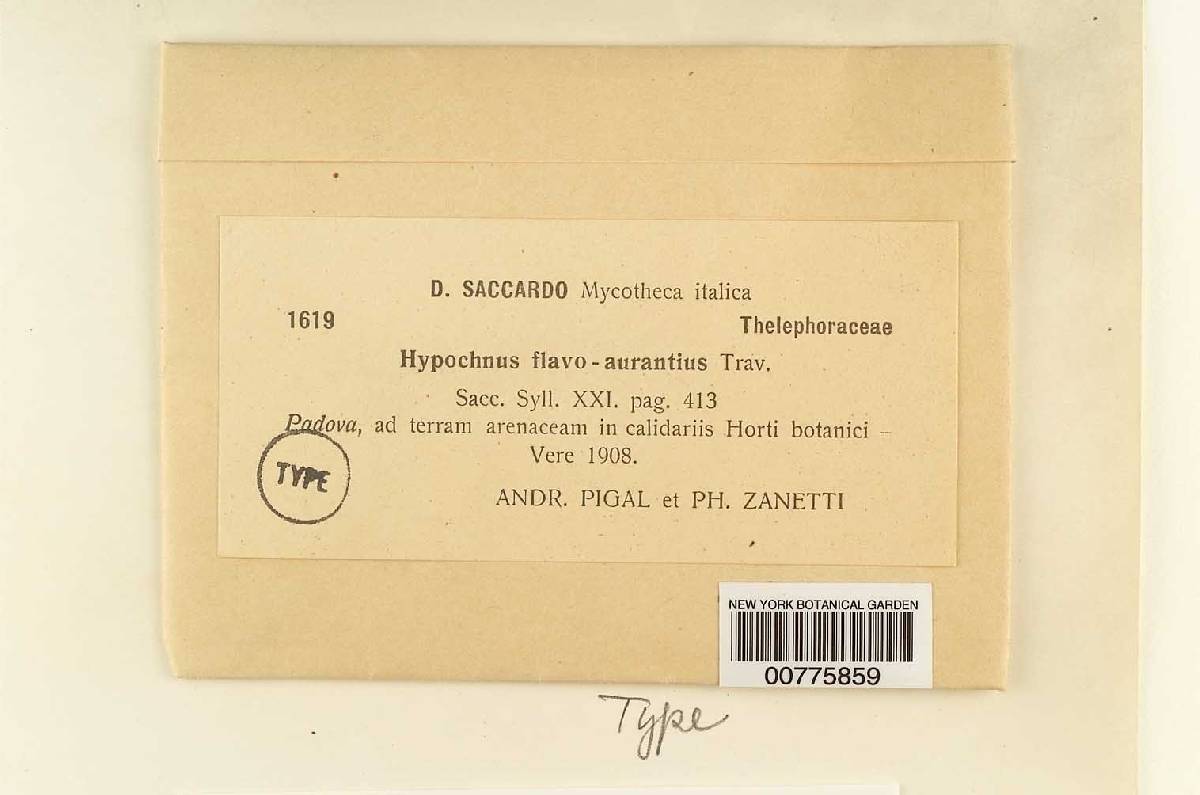 D. SACCARDO Mycotheca italica
1619
Thelephoraceae
Hypochnus flavo-aurantius Trav.
Sacc. Syll. XXI. pag. 413
Padova, ad terram arenaceam in calidariis Horti botanici –
Vere 1908.
TYPE
ANDR. PIGAL et PH. ZANETTI
NEW YORK BOTANICAL GARDEN
00775859
Type